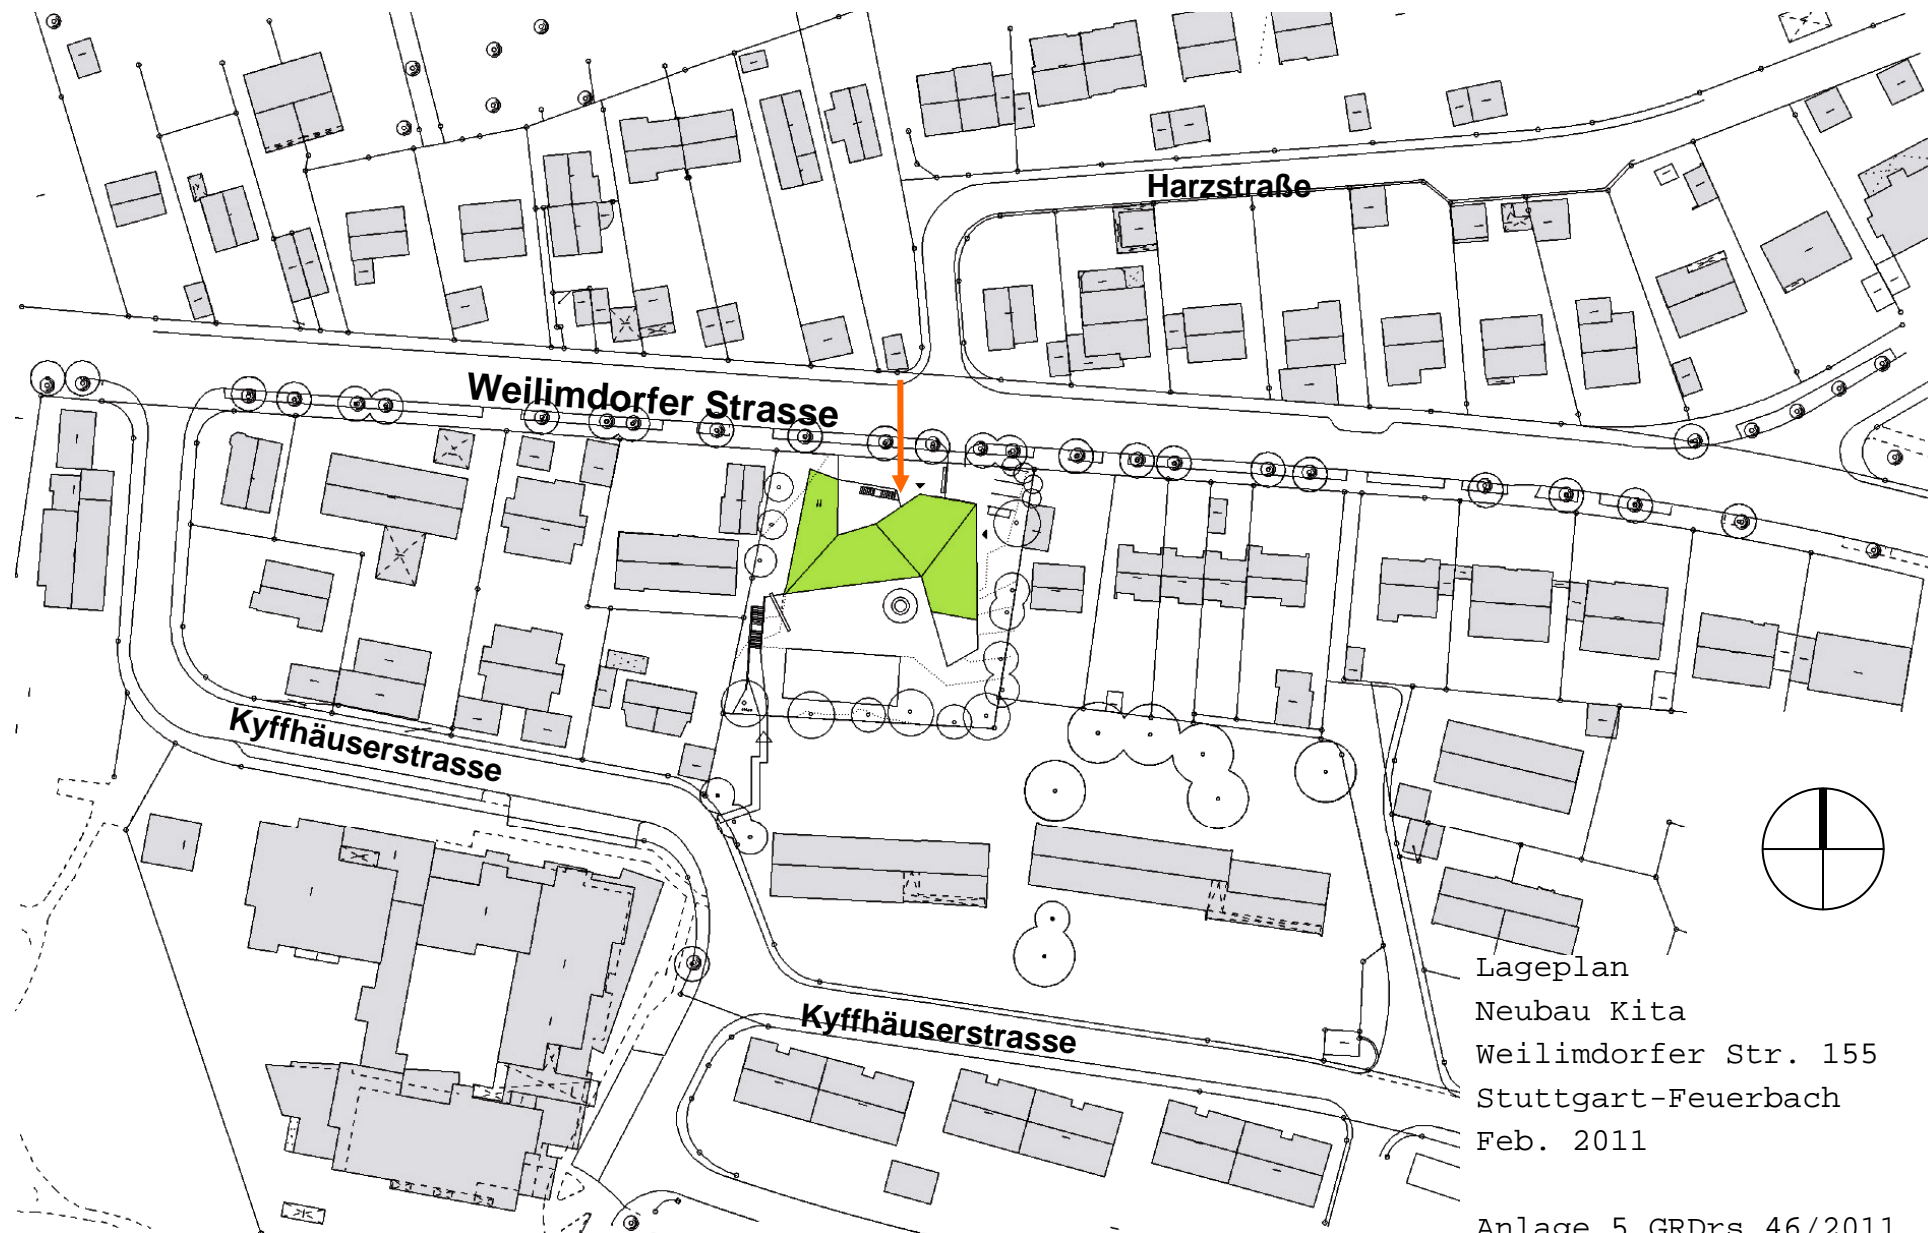 Harzstraße
Weilimdorfer Strasse
Kyffhäuserstrasse
Kyffhäuserstrasse
Lageplan
Neubau Kita
Weilimdorfer Str. 155
Stuttgart-Feuerbach
Feb. 2011
Anlage 5 GRDrs 46/2011